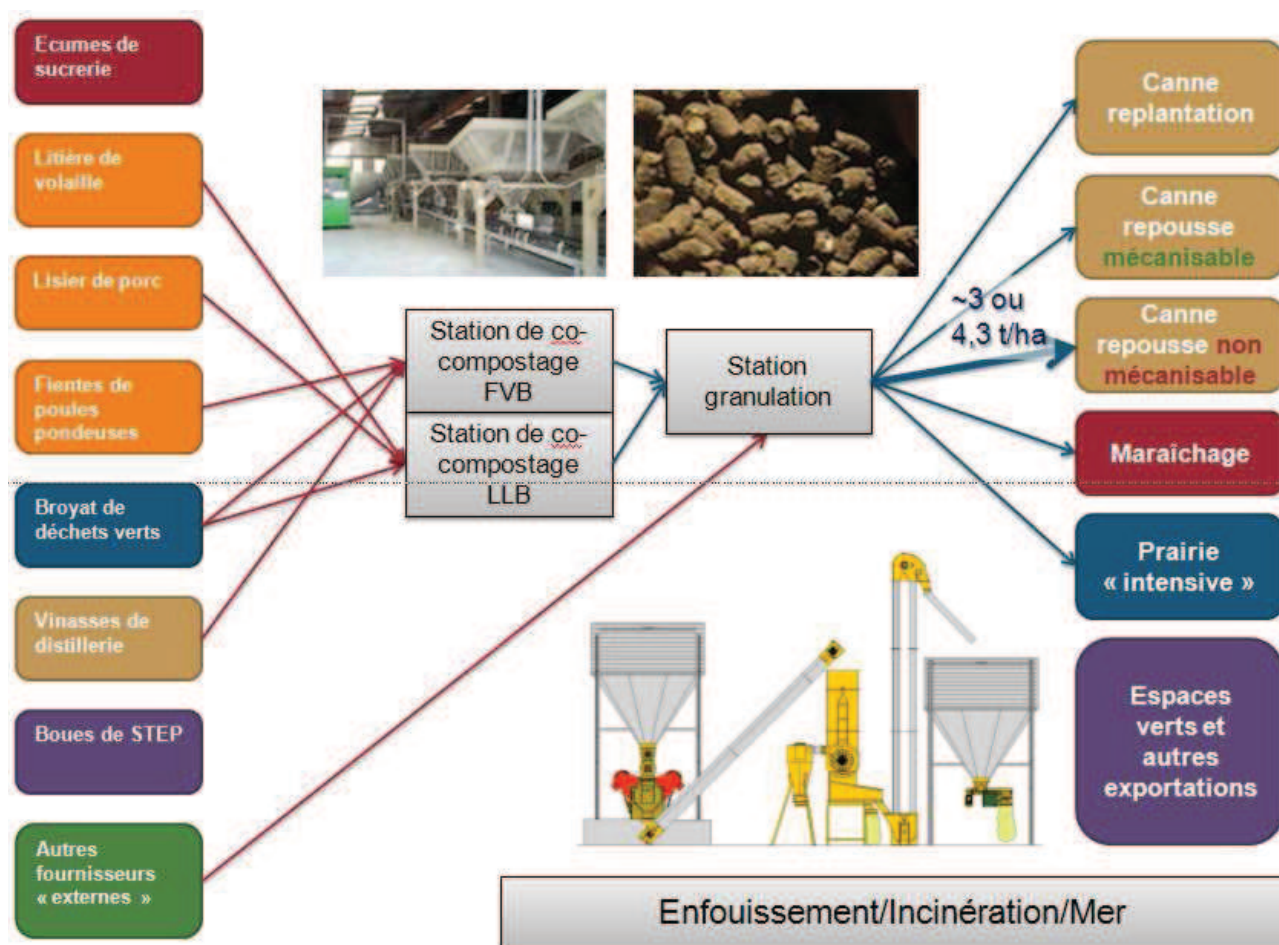 Ecumes de
sucrerie
Litière de
volaille
Lisier de porc
Fientes de
poules
pondeuses
Broyat de
déchets verts
Vinasses de
distillerie
Boues de STEP
Autres
fournisseurs
« externes »
Station de co-
compostage
FVB
Station de co-
compostage
LLB
Station
granulation
~3 ou
4,3 t/ha
Canne
replantation
Canne
repousse
mécanisable
Canne
repousse non
mécanisable
Maraîchage
Prairie
« intensive »
Espaces
verts et
autres
exportations
Enfouissement/Incinération/Mer